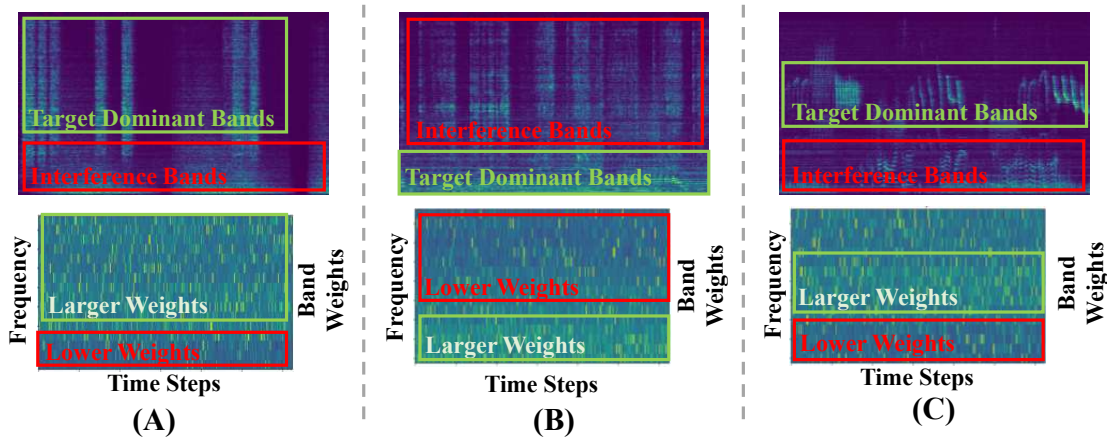 Target Dominant Bands
Interference Bands
Frequency
Larger Weights
Lower Weights
Band
Weights
Time Steps
(A)
Interference Bands
Target Dominant Bands
Frequency
Lower Weights
Larger Weights
Band
Weights
Time Steps
(B)
Target Dominant Bands
Interference Bands
Frequency
Larger Weights
Lower Weights
Band
Weights
Time Steps
(C)